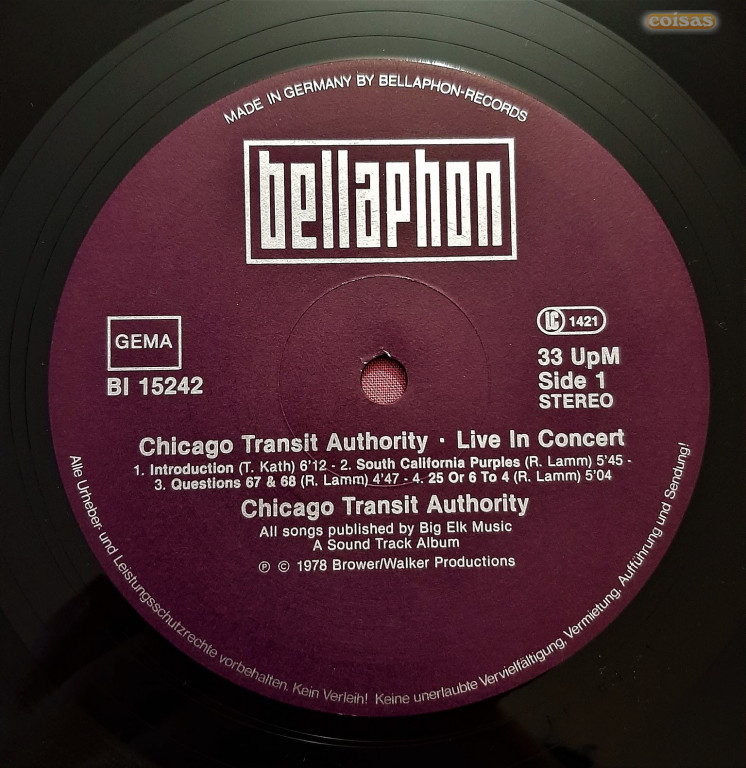 coisas
MADE IN GERMANY BY BELLAPHON-RECORDS
bellaphon
GEMA
BI 15242
LC 1421
33 UpM
Side 1
STEREO
Chicago Transit Authority · Live In Concert
1. Introduction (T. Kath) 6'12 - 2. South California Purples (R. Lamm) 5'45 -
3. Questions 67 & 68 (R. Lamm) 4'47 - 4. 25 Or 6 To 4 (R. Lamm) 5'04
Chicago Transit Authority
All songs published by Big Elk Music
A Sound Track Album
℗ © 1978 Brower/Walker Productions
Alle Urheber- und Leistungsschutzrechte vorbehalten. Kein Verleih! Keine unerlaubte Vervielfältigung, Vermietung, Aufführung und Sendung!